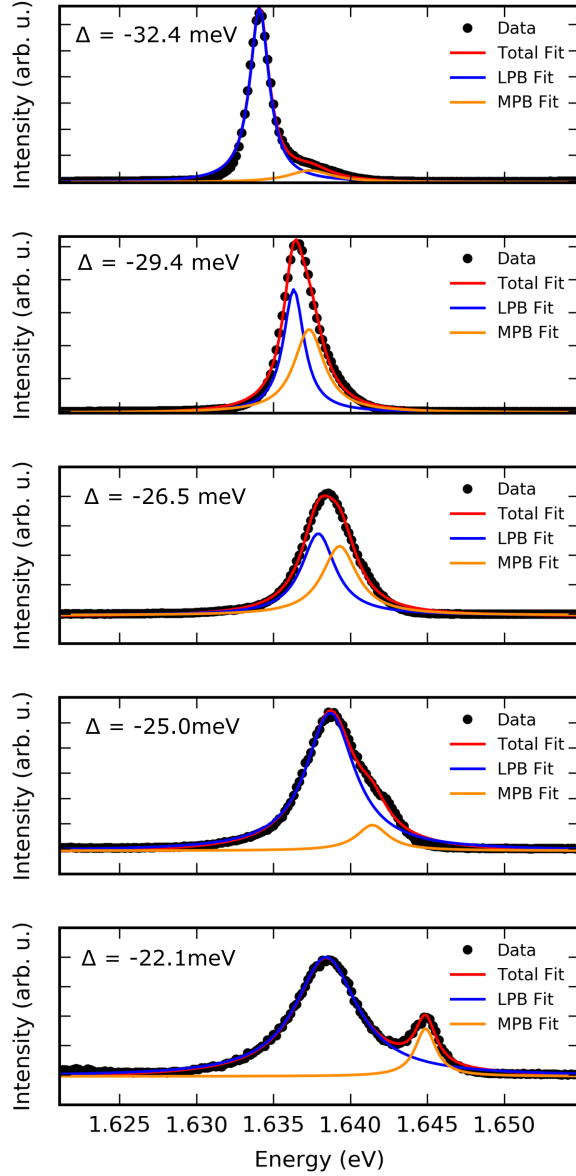 Intensity (arb. u.)
Δ = -32.4 meV
Data
Total Fit
LPB Fit
MPB Fit
Intensity (arb. u.)
Δ = -29.4 meV
Data
Total Fit
LPB Fit
MPB Fit
Intensity (arb. u.)
Δ = -26.5 meV
Data
Total Fit
LPB Fit
MPB Fit
Intensity (arb. u.)
Δ = -25.0meV
Data
Total Fit
LPB Fit
MPB Fit
Intensity (arb. u.)
Δ = -22.1meV
Data
Total Fit
LPB Fit
MPB Fit
1.625 1.630 1.635 1.640 1.645 1.650
Energy (eV)